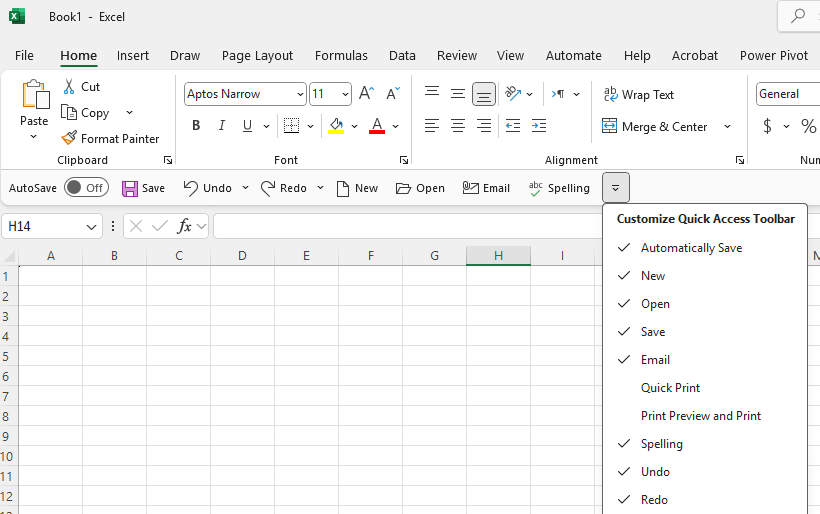 Book1 - Excel
File Home Insert Draw Page Layout Formulas Data Review View Automate Help Acrobat Power Pivot
Paste
Cut
Copy
Format Painter
Clipboard
Aptos Narrow 11 A A
B I U A
Font
ab Wrap Text
Merge & Center
Alignment
General
$ %
AutoSave Off Save Undo Redo New Open Email abc Spelling
H14 fx
A B C D E F G H I
1
2
3
4
5
6
7
8
9
10
11
12
Customize Quick Access Toolbar
Automatically Save
New
Open
Save
Email
Quick Print
Print Preview and Print
Spelling
Undo
Redo